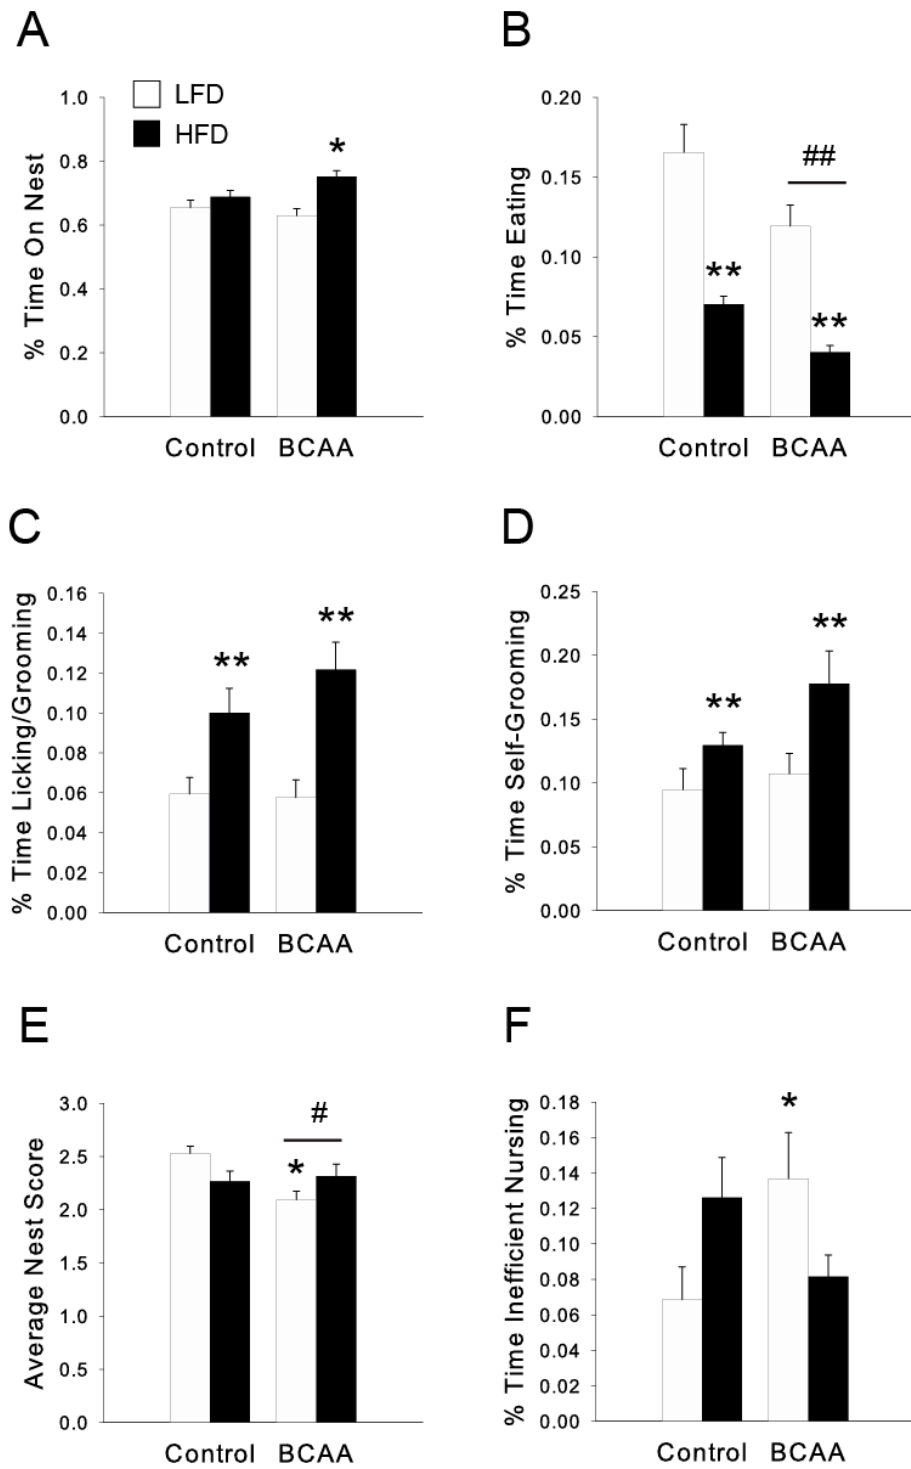 A
% Time On Nest
1.0
0.8
0.6
0.4
0.2
0.0
LFD
HFD
*
Control BCAA
B
% Time Eating
0.20
0.15
0.10
0.05
0.00
**
##
**
Control BCAA
C
% Time Licking/Grooming
0.16
0.14
0.12
0.10
0.08
0.06
0.04
0.02
0.00
**
**
Control BCAA
D
% Time Self-Grooming
0.25
0.20
0.15
0.10
0.05
0.00
**
**
Control BCAA
E
Average Nest Score
3.0
2.5
2.0
1.5
1.0
0.5
0.0
#
*
Control BCAA
F
% Time Inefficient Nursing
0.18
0.16
0.14
0.12
0.10
0.08
0.06
0.04
0.02
0.00
*
Control BCAA